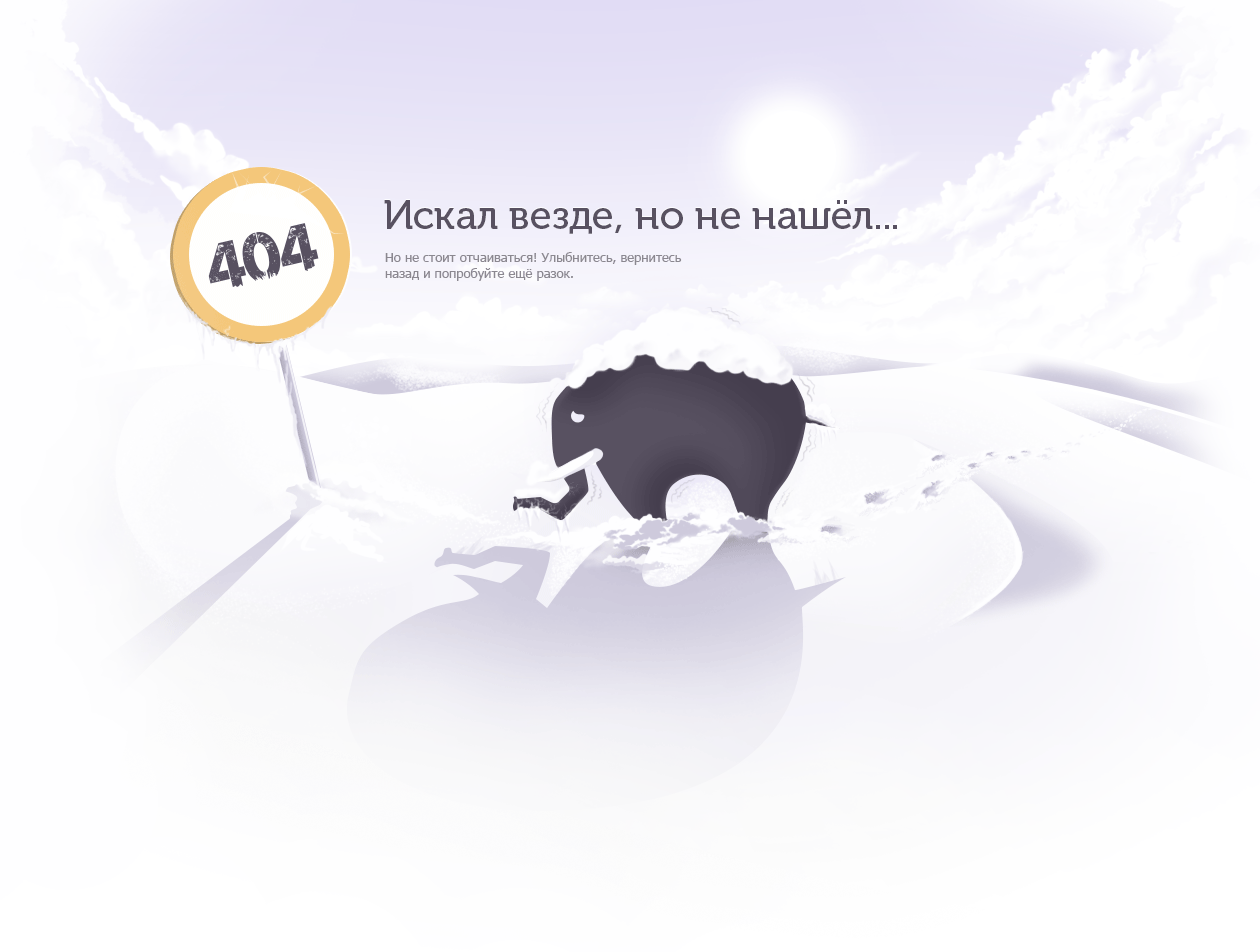 404
Искал везде, но не нашёл...
Но не стоит отчаиваться! Улыбнитесь, вернитесь
назад и попробуйте ещё разок.